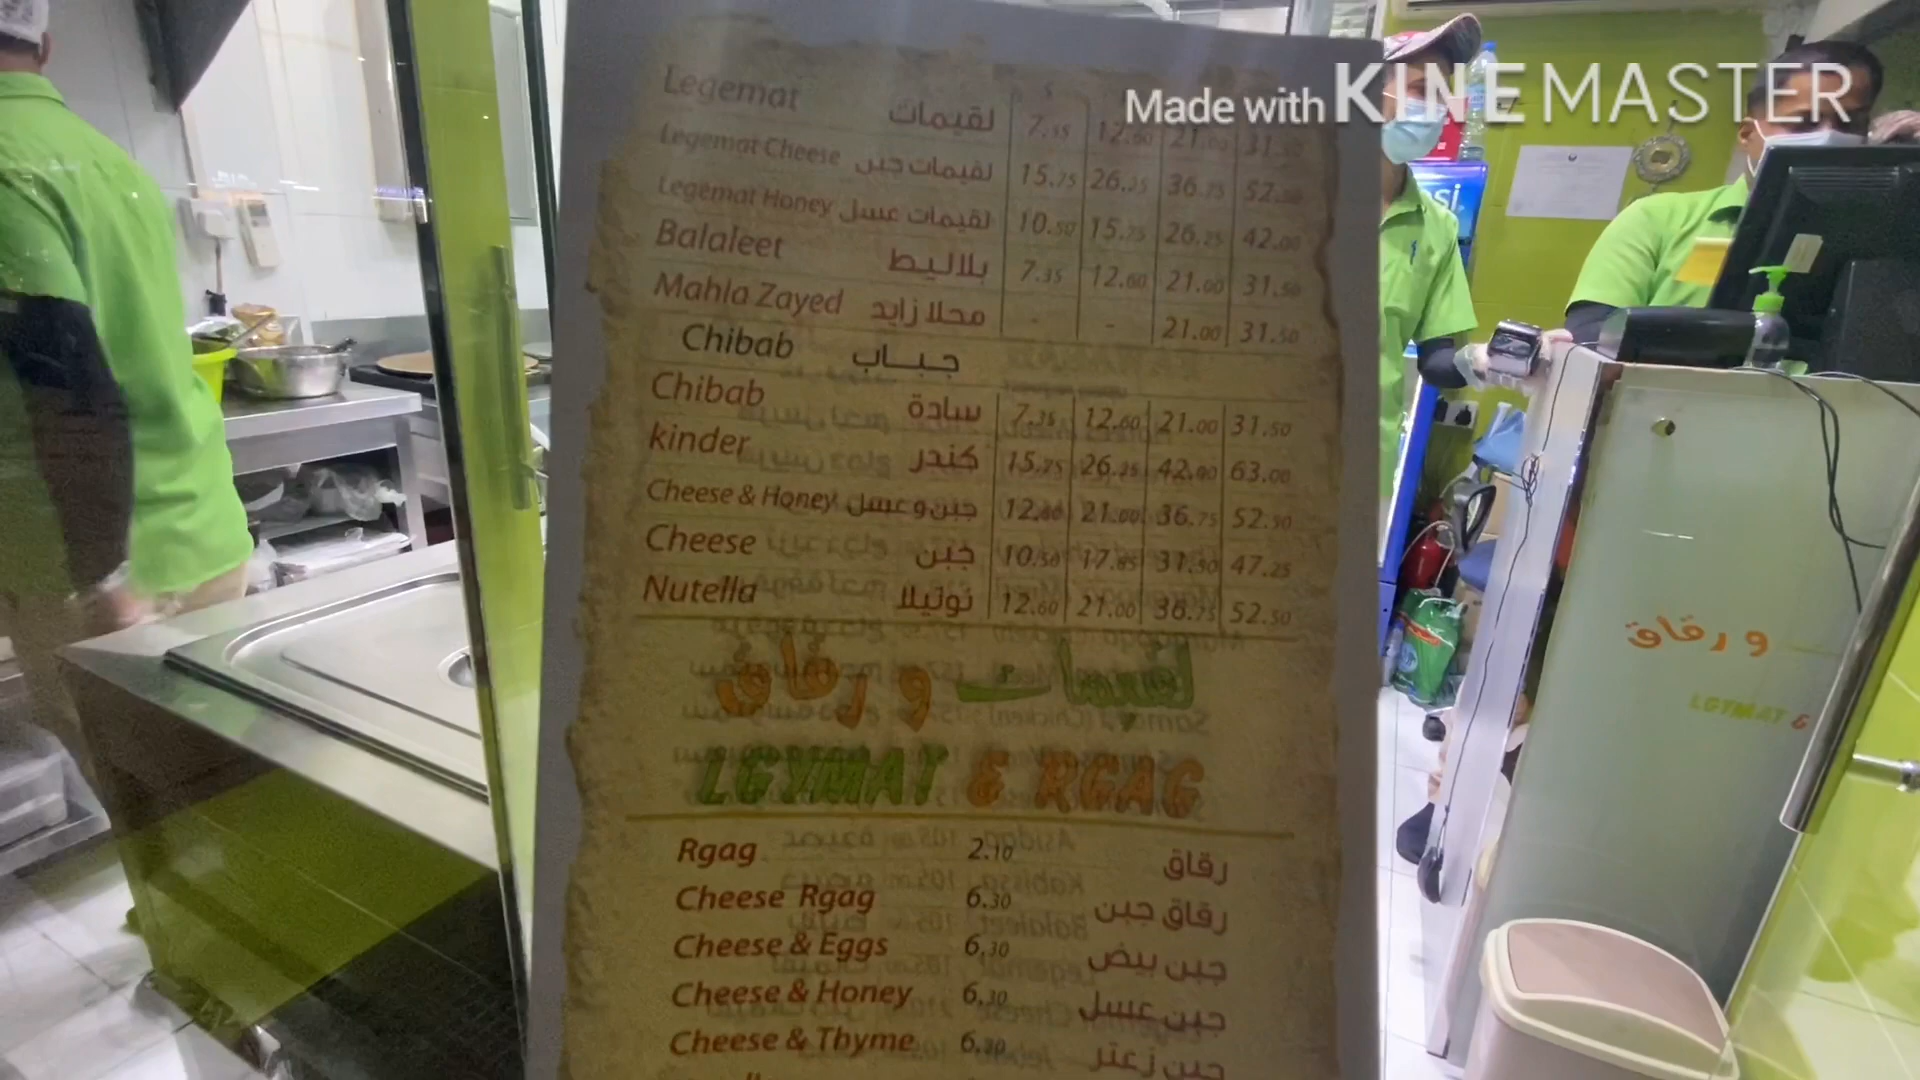 Made with KINEMASTER
S
Legemat لقيمات 7.35 12.60 21.00 31.50
Legemat Cheese لقيمات جبن 15.75 26.25 36.75 52.50
Legemat Honey لقيمات عسل 10.50 15.75 26.25 42.00
Balaleet بلاليط 7.35 12.60 21.00 31.50
Mahla Zayed محلا زايد - - 21.00 31.50
Chibab جباب
Chibab سادة 7.35 12.60 21.00 31.50
kinder كندر 15.75 26.25 42.00 63.00
Cheese & Honey جبن وعسل 12.60 21.00 36.75 52.50
Cheese جبن 10.50 17.85 31.50 47.25
Nutella نوتيلا 12.60 21.00 36.75 52.50
لقيمات و رقاق
LGYMAT & RGAG
Rgag 2.10 رقاق
Cheese Rgag 6.30 رقاق جبن
Cheese & Eggs 6.30 جبن بيض
Cheese & Honey 6.30 جبن عسل
Cheese & Thyme 6.30 جبن زعتر
و رقاق
LGYMAT &